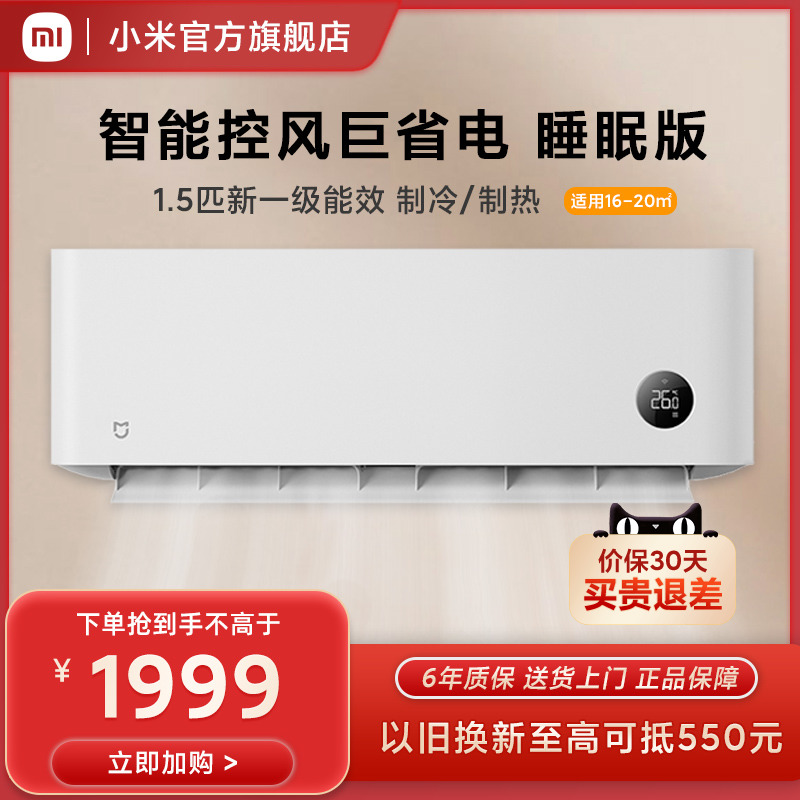 小米官方旗舰店
智能控风巨省电 睡眠版
1.5匹新一级能效 制冷/制热 适用16-20㎡
260
价保30天
买贵退差
下单抢到手不高于
¥1999
立即加购 >
6年质保 送货上门 正品保障
以旧换新至高可抵550元